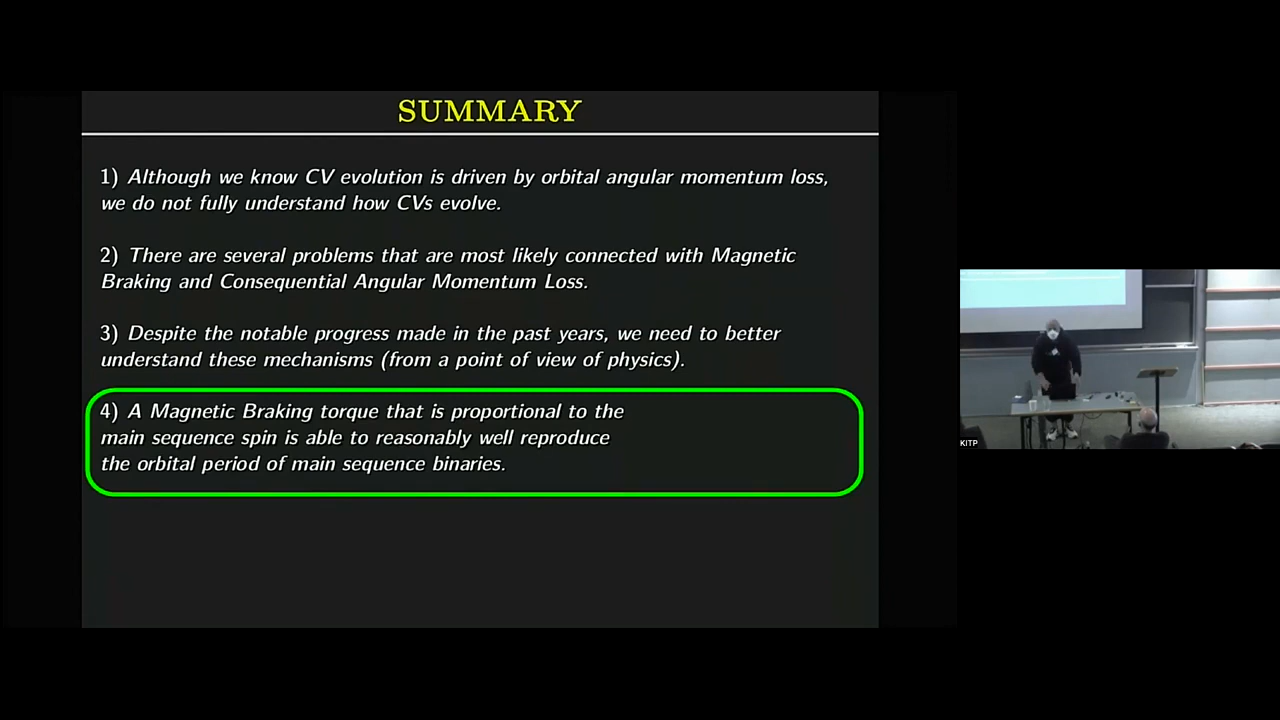 SUMMARY
1) Although we know CV evolution is driven by orbital angular momentum loss,
we do not fully understand how CVs evolve.
2) There are several problems that are most likely connected with Magnetic
Braking and Consequential Angular Momentum Loss.
3) Despite the notable progress made in the past years, we need to better
understand these mechanisms (from a point of view of physics).
4) A Magnetic Braking torque that is proportional to the
main sequence spin is able to reasonably well reproduce
the orbital period of main sequence binaries.
KITP